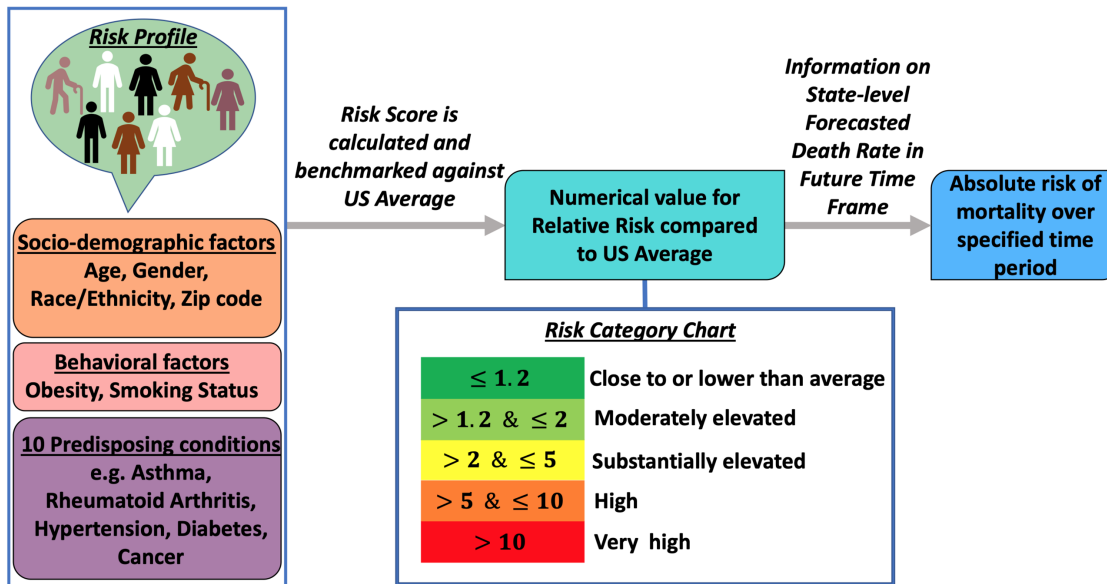 Risk Profile
Socio-demographic factors
Age, Gender,
Race/Ethnicity, Zip code
Behavioral factors
Obesity, Smoking Status
10 Predisposing conditions
e.g. Asthma,
Rheumatoid Arthritis,
Hypertension, Diabetes,
Cancer
Risk Score is
calculated and
benchmarked against
US Average
Numerical value for
Relative Risk compared
to US Average
Information on
State-level
Forecasted
Death Rate in
Future Time
Frame
Absolute risk of
mortality over
specified time
period
Risk Category Chart
≤ 1.2 Close to or lower than average
> 1.2 & ≤ 2 Moderately elevated
> 2 & ≤ 5 Substantially elevated
> 5 & ≤ 10 High
> 10 Very high